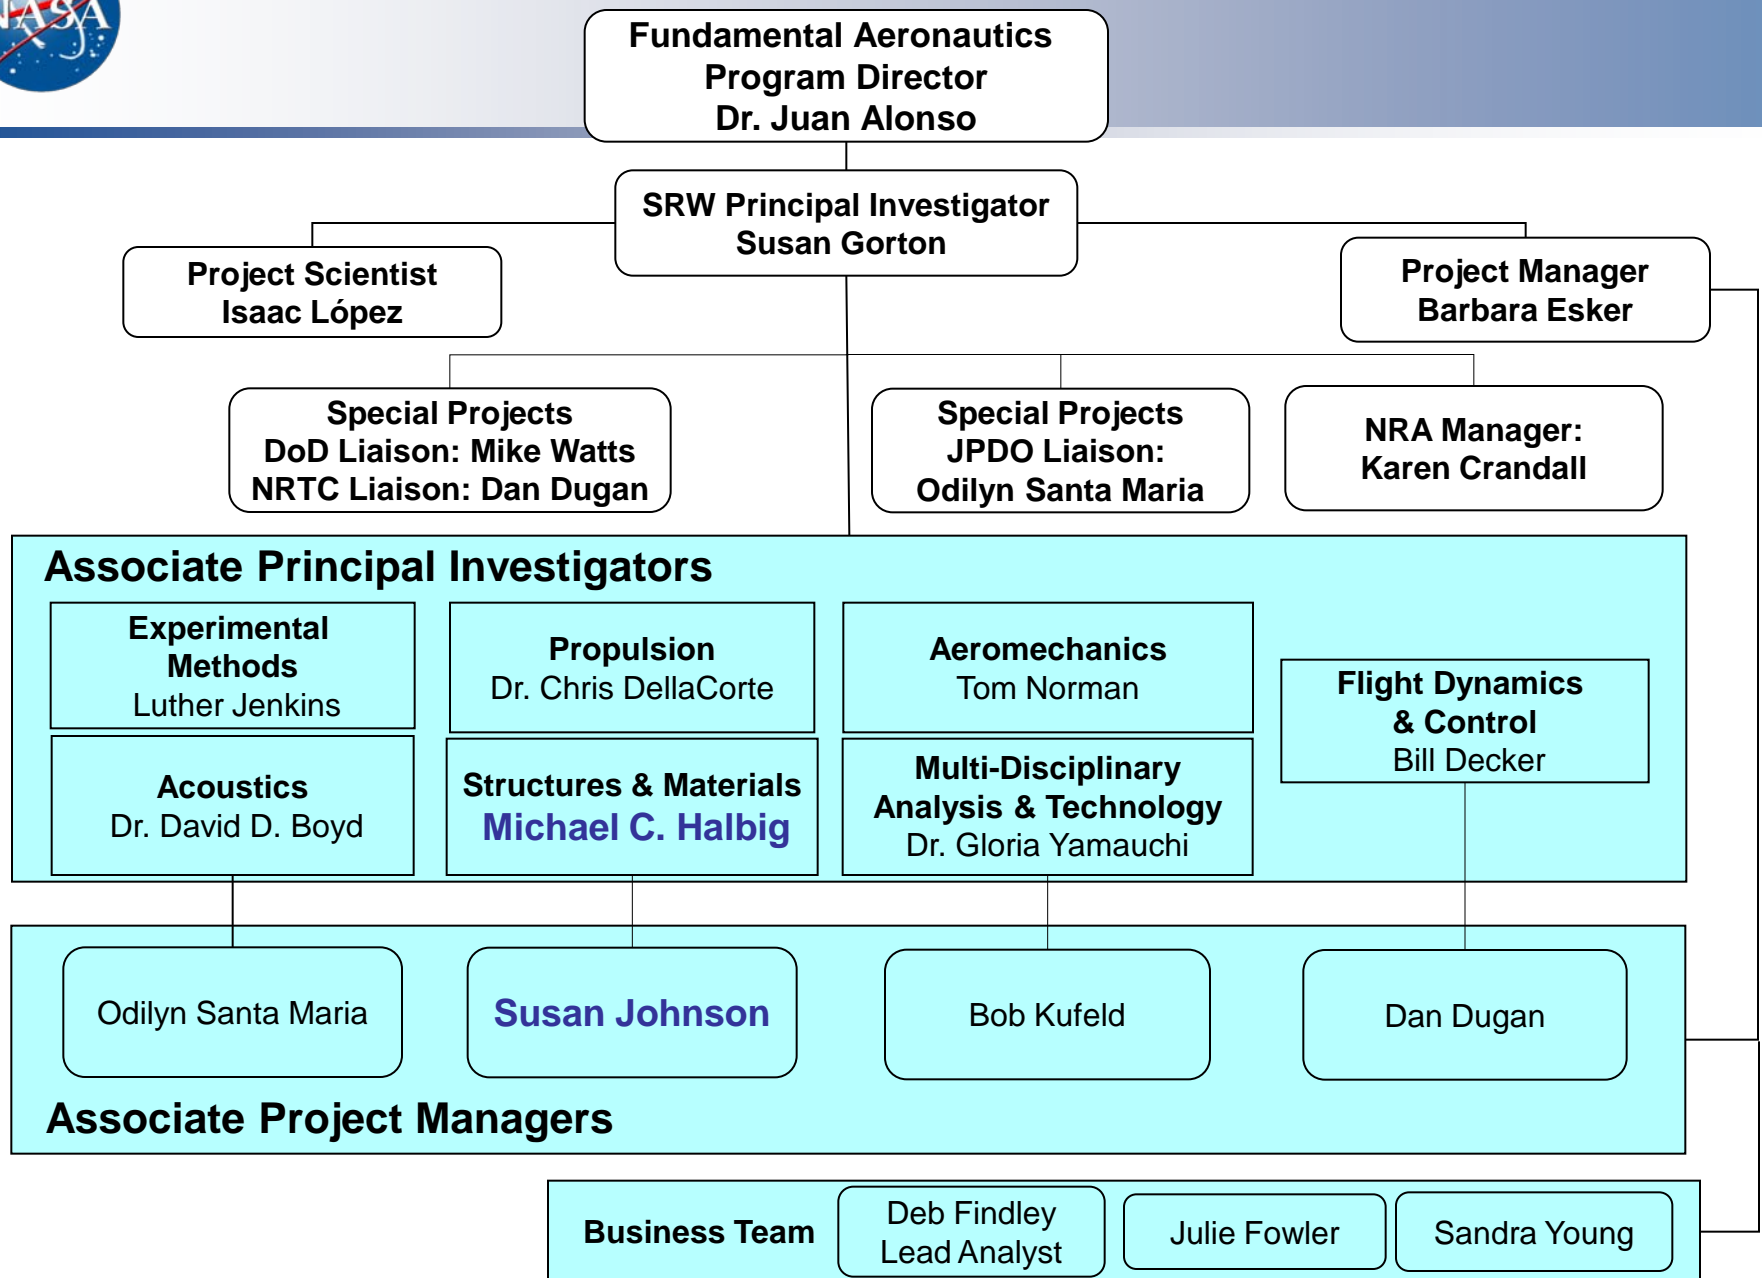 NASA
Fundamental Aeronautics
Program Director
Dr. Juan Alonso
SRW Principal Investigator
Susan Gorton
Project Scientist
Isaac López
Project Manager
Barbara Esker
Special Projects
DoD Liaison: Mike Watts
NRTC Liaison: Dan Dugan
Special Projects
JPDO Liaison:
Odilyn Santa Maria
NRA Manager:
Karen Crandall
Associate Principal Investigators
Experimental
Methods
Luther Jenkins
Propulsion
Dr. Chris DellaCorte
Aeromechanics
Tom Norman
Flight Dynamics
& Control
Bill Decker
Acoustics
Dr. David D. Boyd
Structures & Materials
Michael C. Halbig
Multi-Disciplinary
Analysis & Technology
Dr. Gloria Yamauchi
Odilyn Santa Maria
Susan Johnson
Bob Kufeld
Dan Dugan
Associate Project Managers
Business Team
Deb Findley
Lead Analyst
Julie Fowler
Sandra Young